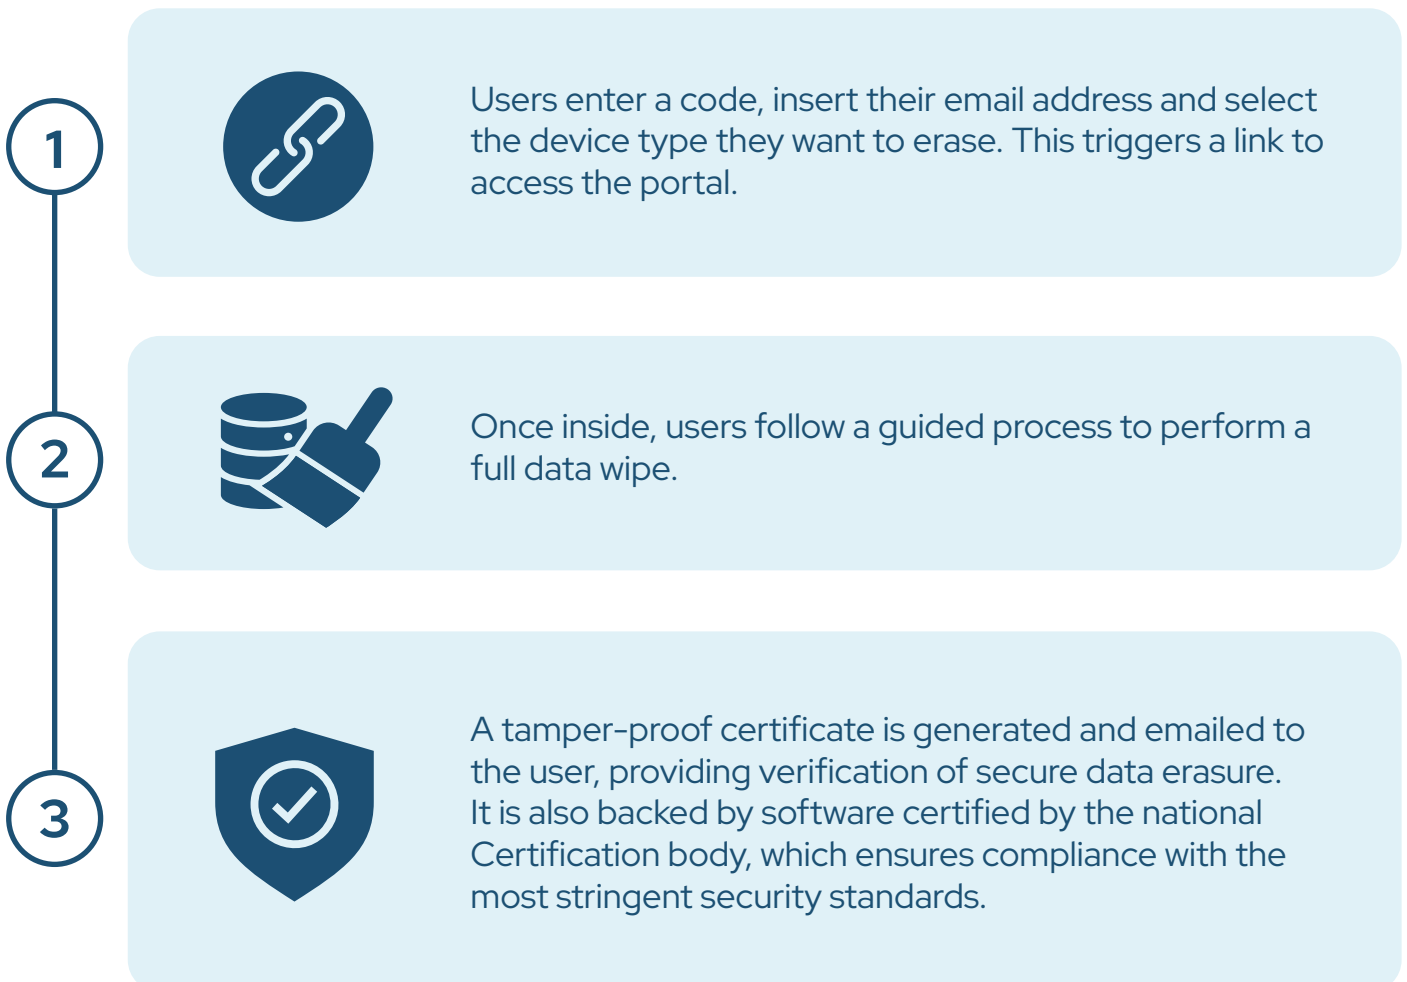 1
Users enter a code, insert their email address and select
the device type they want to erase. This triggers a link to
access the portal.
2
Once inside, users follow a guided process to perform a
full data wipe.
3
A tamper-proof certificate is generated and emailed to
the user, providing verification of secure data erasure.
It is also backed by software certified by the national
Certification body, which ensures compliance with the
most stringent security standards.